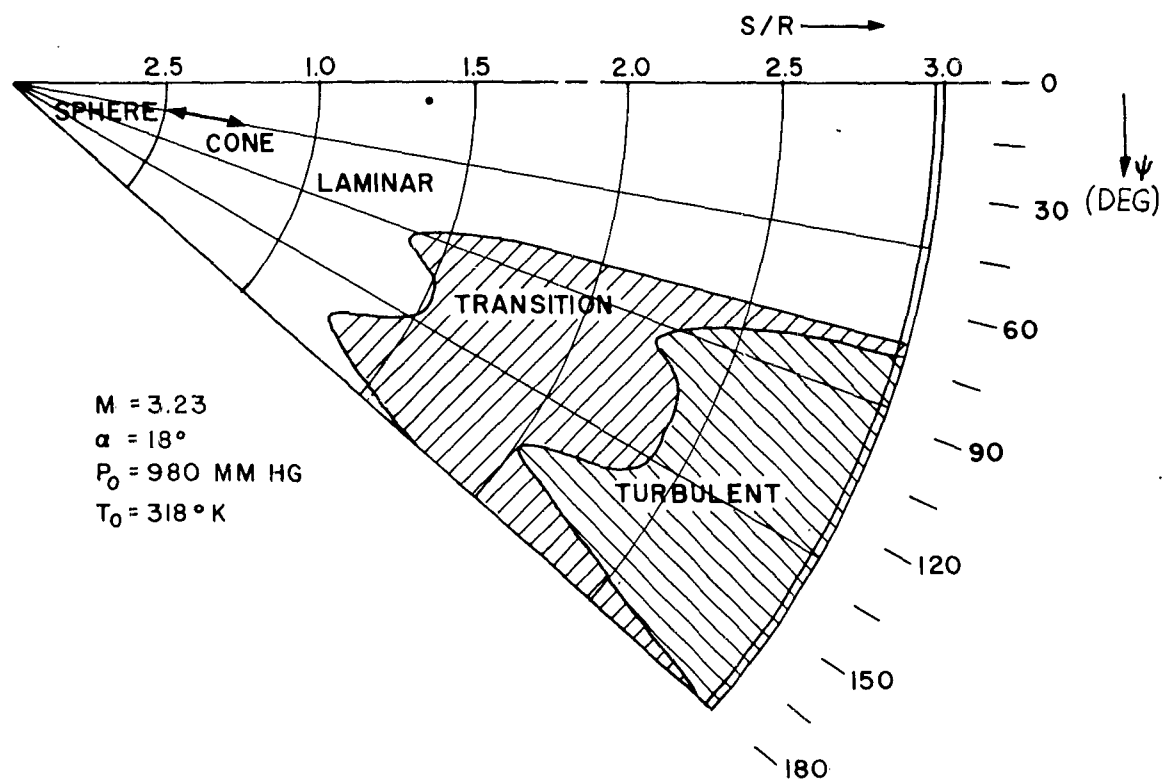 S/R
2.5 1.0 1.5 2.0 2.5 3.0 0
SPHERE
CONE
ψ
(DEG)
LAMINAR
30
TRANSITION
60
M = 3.23
α = 18°
P₀ = 980 MM HG
T₀ = 318° K
90
TURBULENT
120
150
180